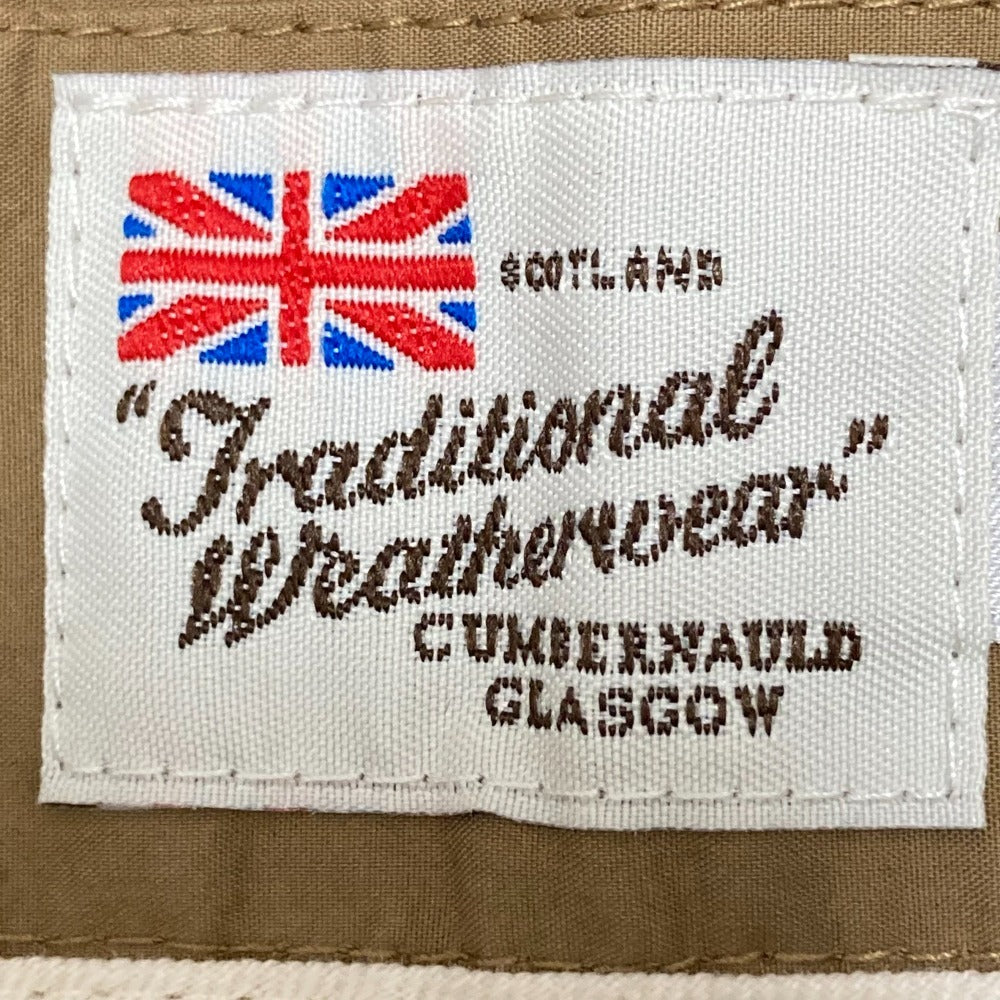 SCOTLAND
"Traditional
Weatherwear"
CUMBERNAULD
GLASGOW